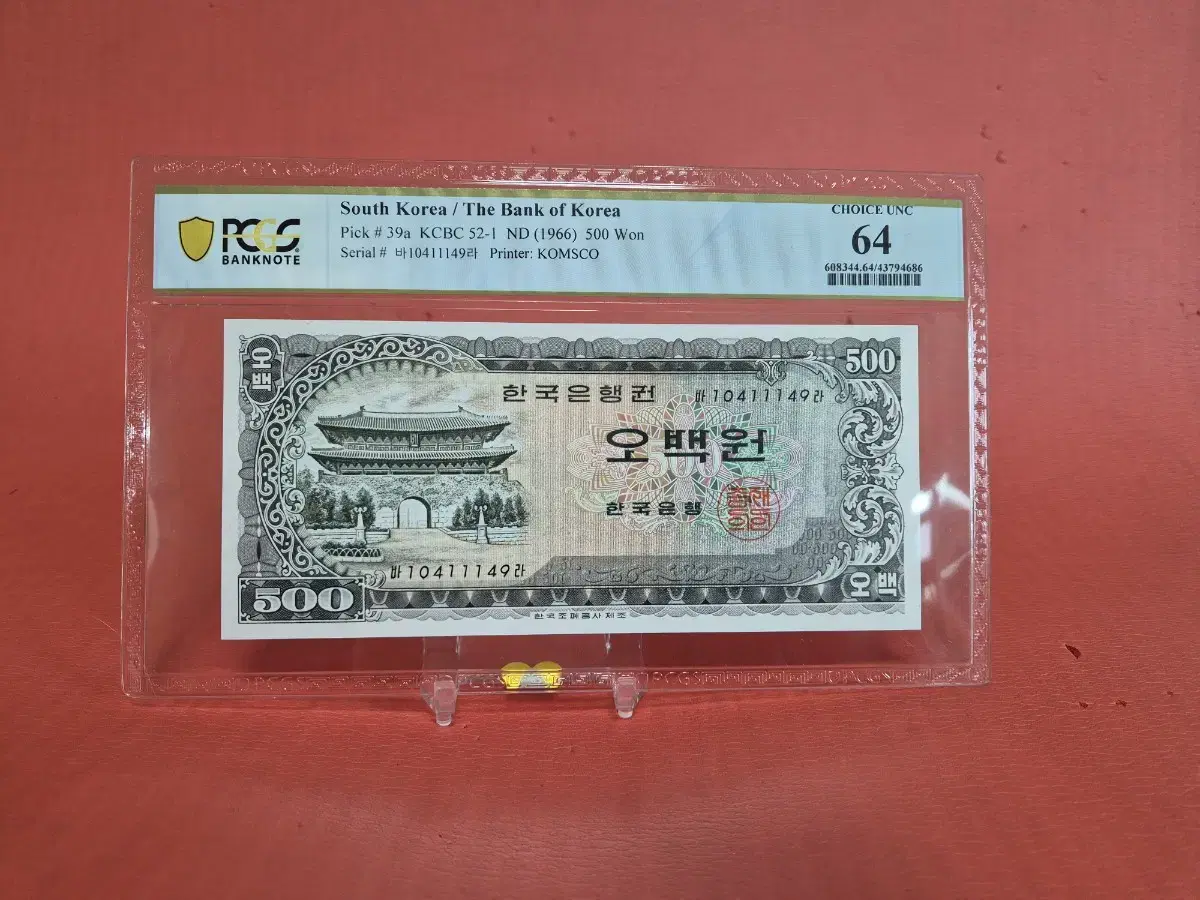 PCGS
BANKNOTE
South Korea / The Bank of Korea
Pick # 39a KCBC 52-1 ND (1966) 500 Won
Serial # 바10411149라 Printer: KOMSCO
CHOICE UNC
64
608344.64/43794686
오백
500
한국은행권
바10411149라
오백원
500
한국은행
바10411149라
500
오백
한국조폐공사제조